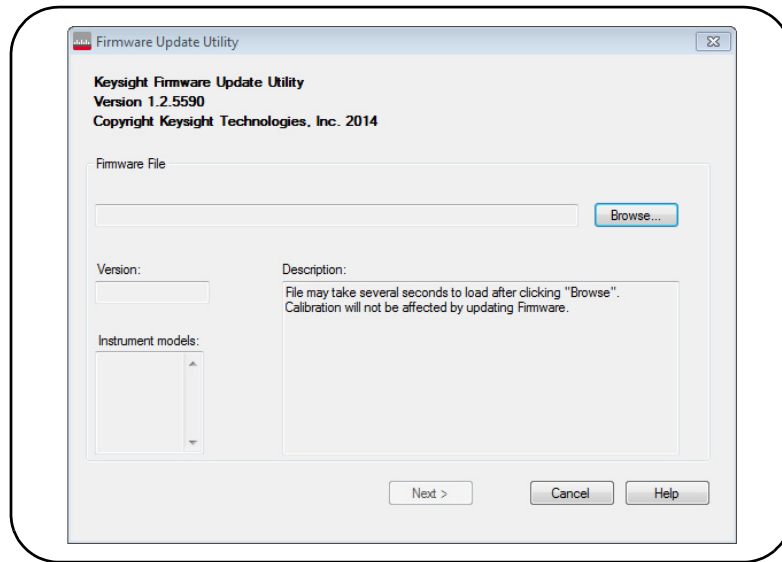 Firmware Update Utility
Keysight Firmware Update Utility
Version 1.2.5590
Copyright Keysight Technologies, Inc. 2014
Firmware File
Browse...
Version:
Description:
File may take several seconds to load after clicking "Browse".
Calibration will not be affected by updating Firmware.
Instrument models:
Next >
Cancel
Help